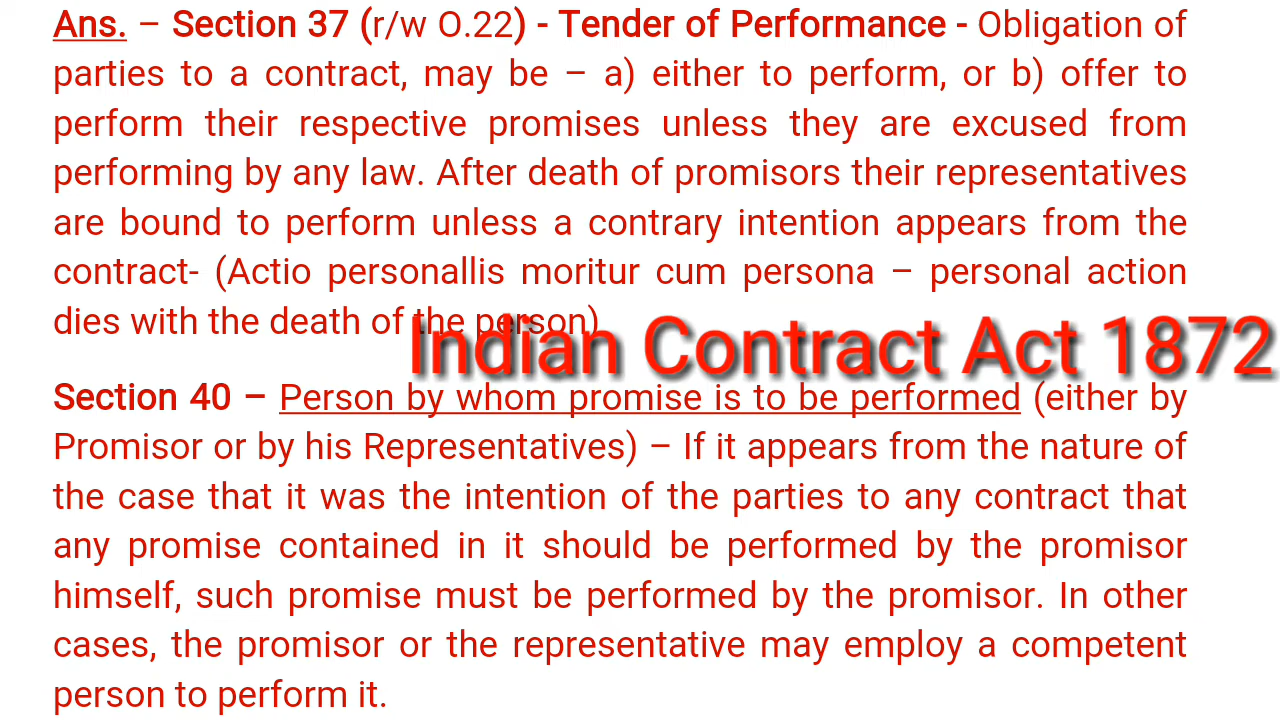 Ans. – Section 37 (r/w O.22) - Tender of Performance - Obligation of
parties to a contract, may be – a) either to perform, or b) offer to
perform their respective promises unless they are excused from
performing by any law. After death of promisors their representatives
are bound to perform unless a contrary intention appears from the
contract- (Actio personallis moritur cum persona – personal action
dies with the death of the person)
Indian Contract Act 1872
Section 40 – Person by whom promise is to be performed (either by
Promisor or by his Representatives) – If it appears from the nature of
the case that it was the intention of the parties to any contract that
any promise contained in it should be performed by the promisor
himself, such promise must be performed by the promisor. In other
cases, the promisor or the representative may employ a competent
person to perform it.